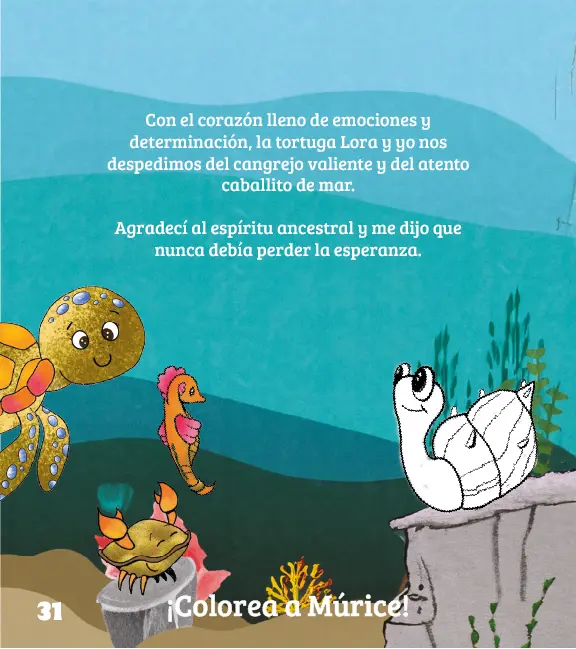 Con el corazón lleno de emociones y
determinación, la tortuga Lora y yo nos
despedimos del cangrejo valiente y del atento
caballito de mar.
Agradecí al espíritu ancestral y me dijo que
nunca debía perder la esperanza.
31
¡Colorea a Múrice!